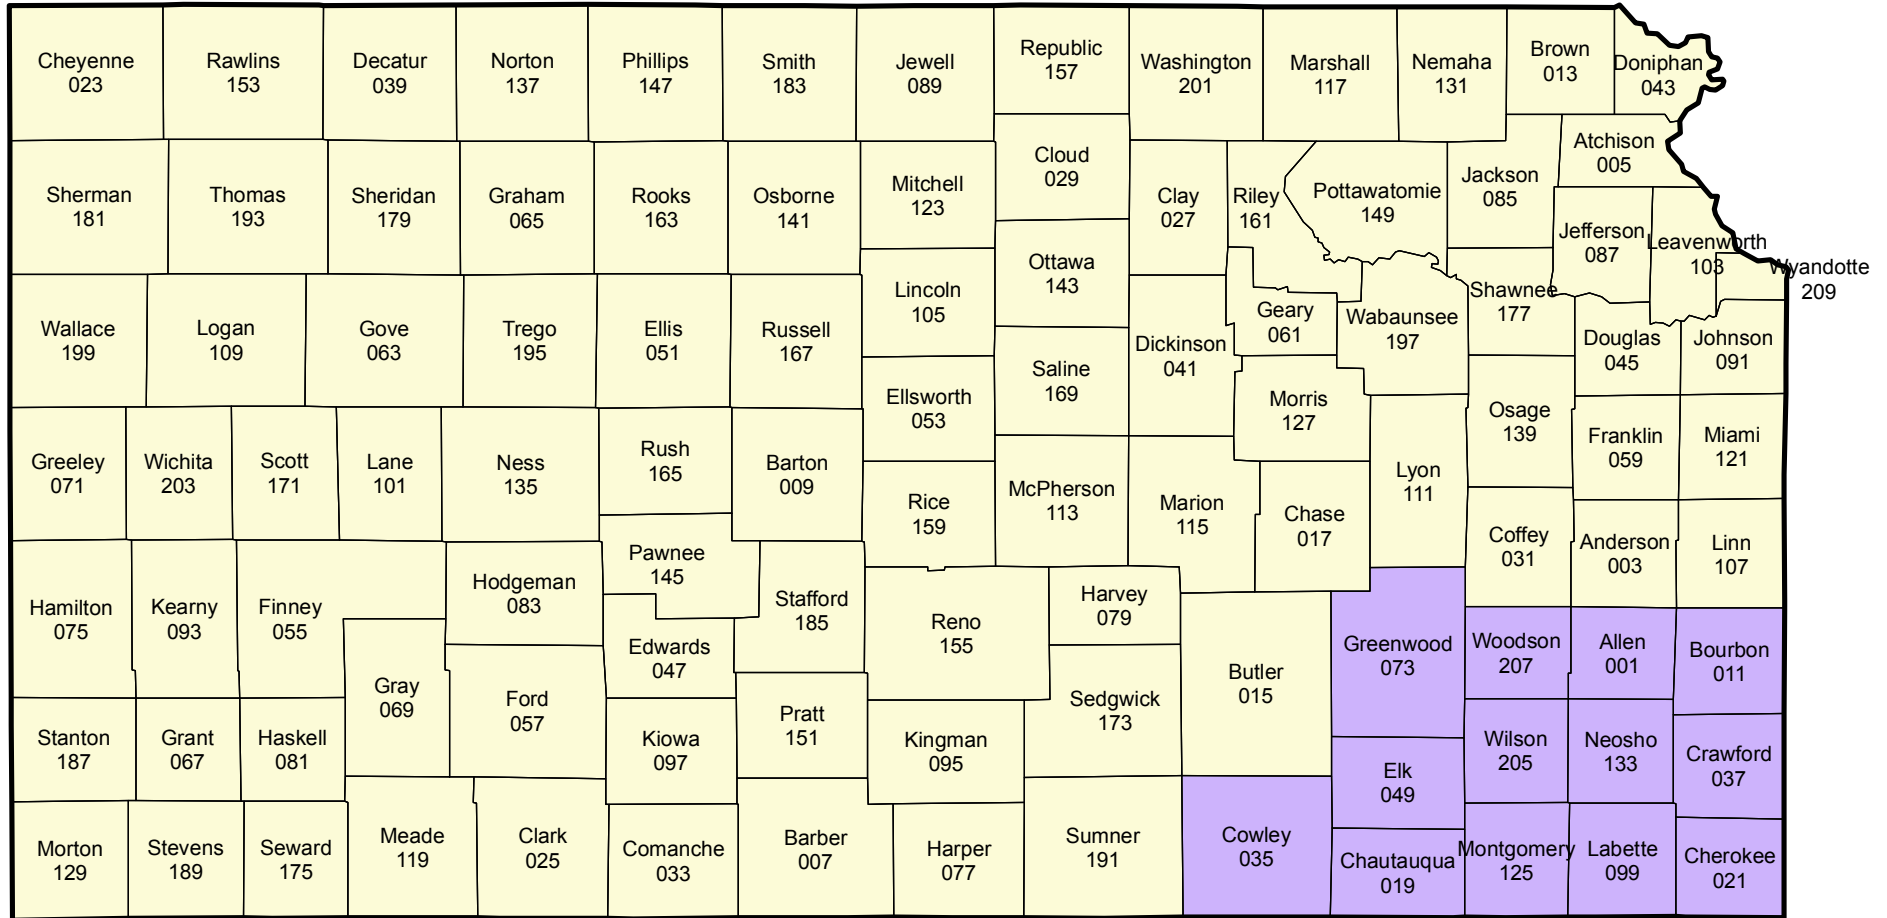 Cheyenne
023
Rawlins
153
Decatur
039
Norton
137
Phillips
147
Smith
183
Jewell
089
Republic
157
Washington
201
Marshall
117
Nemaha
131
Brown
013
Doniphan
043
Sherman
181
Thomas
193
Sheridan
179
Graham
065
Rooks
163
Osborne
141
Mitchell
123
Cloud
029
Clay
027
Riley
161
Pottawatomie
149
Jackson
085
Atchison
005
Jefferson
087
Leavenworth
103
Wyandotte
209
Wallace
199
Logan
109
Gove
063
Trego
195
Ellis
051
Russell
167
Lincoln
105
Ottawa
143
Dickinson
041
Geary
061
Wabaunsee
197
Shawnee
177
Douglas
045
Johnson
091
Ellsworth
053
Saline
169
Morris
127
Osage
139
Franklin
059
Miami
121
Greeley
071
Wichita
203
Scott
171
Lane
101
Ness
135
Rush
165
Barton
009
Rice
159
McPherson
113
Marion
115
Chase
017
Lyon
111
Coffey
031
Anderson
003
Linn
107
Hamilton
075
Kearny
093
Finney
055
Hodgeman
083
Pawnee
145
Stafford
185
Edwards
047
Reno
155
Harvey
079
Butler
015
Greenwood
073
Woodson
207
Allen
001
Bourbon
011
Gray
069
Ford
057
Sedgwick
173
Stanton
187
Grant
067
Haskell
081
Kiowa
097
Pratt
151
Kingman
095
Elk
049
Wilson
205
Neosho
133
Crawford
037
Morton
129
Stevens
189
Seward
175
Meade
119
Clark
025
Comanche
033
Barber
007
Harper
077
Sumner
191
Cowley
035
Chautauqua
019
Montgomery
125
Labette
099
Cherokee
021